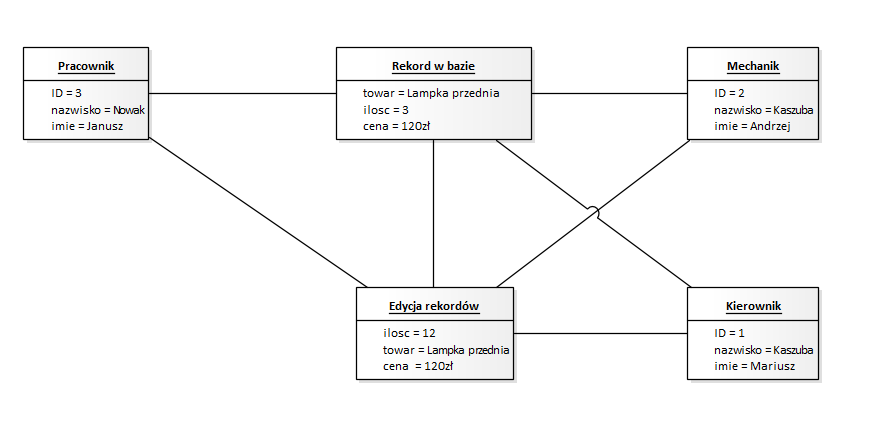 Pracownik
ID = 3
nazwisko = Nowak
imie = Janusz
Rekord w bazie
towar = Lampka przednia
ilosc = 3
cena = 120zł
Mechanik
ID = 2
nazwisko = Kaszuba
imie = Andrzej
Edycja rekordów
ilosc = 12
towar = Lampka przednia
cena = 120zł
Kierownik
ID = 1
nazwisko = Kaszuba
imie = Mariusz